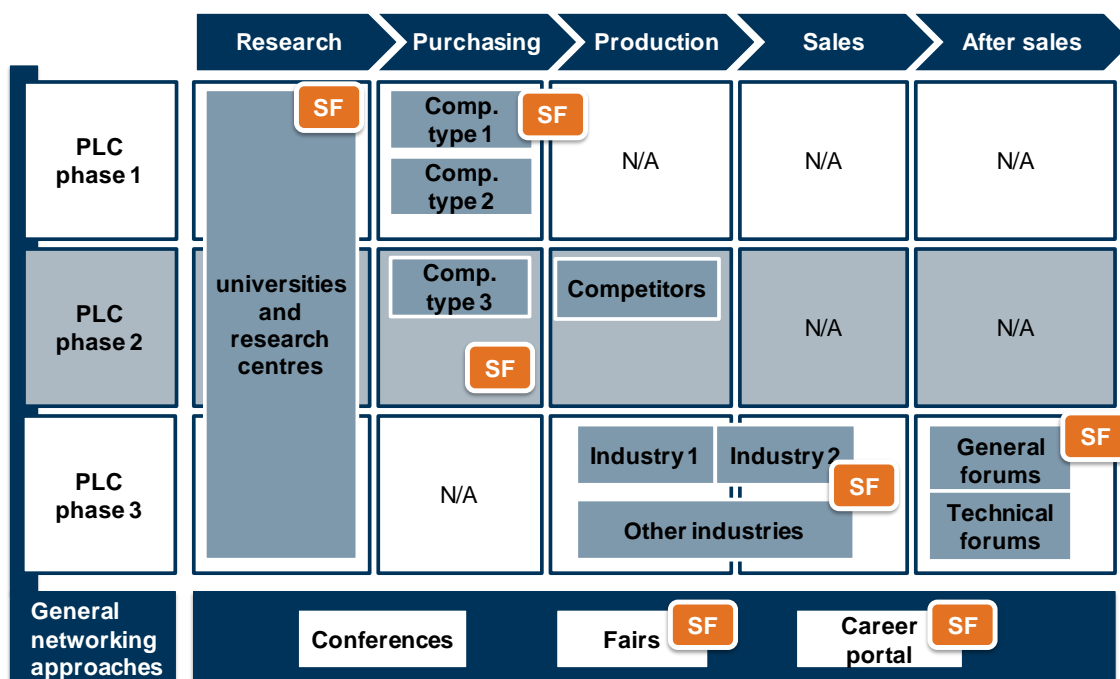 Research
Purchasing
Production
Sales
After sales
PLC
phase 1
SF
Comp.
type 1
SF
Comp.
type 2
N/A
N/A
N/A
PLC
phase 2
universities
and
research
centres
Comp.
type 3
SF
Competitors
N/A
N/A
PLC
phase 3
N/A
Industry 1
Industry 2
SF
Other industries
General
forums
SF
Technical
forums
General
networking
approaches
Conferences
Fairs
SF
Career
portal
SF